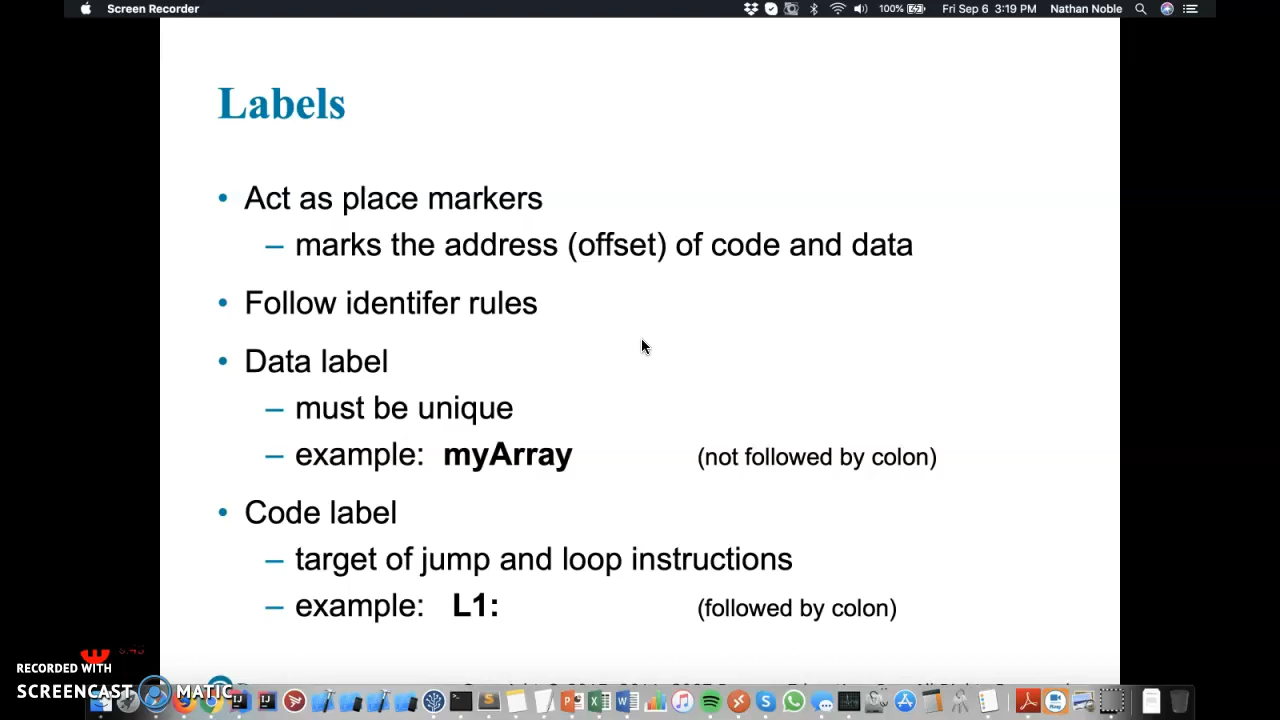 Screen Recorder 100% Fri Sep 6 3:19 PM Nathan Noble
Labels
• Act as place markers
– marks the address (offset) of code and data
• Follow identifer rules
• Data label
– must be unique
– example: myArray (not followed by colon)
• Code label
– target of jump and loop instructions
– example: L1: (followed by colon)
RECORDED WITH
SCREENCAST MATIC